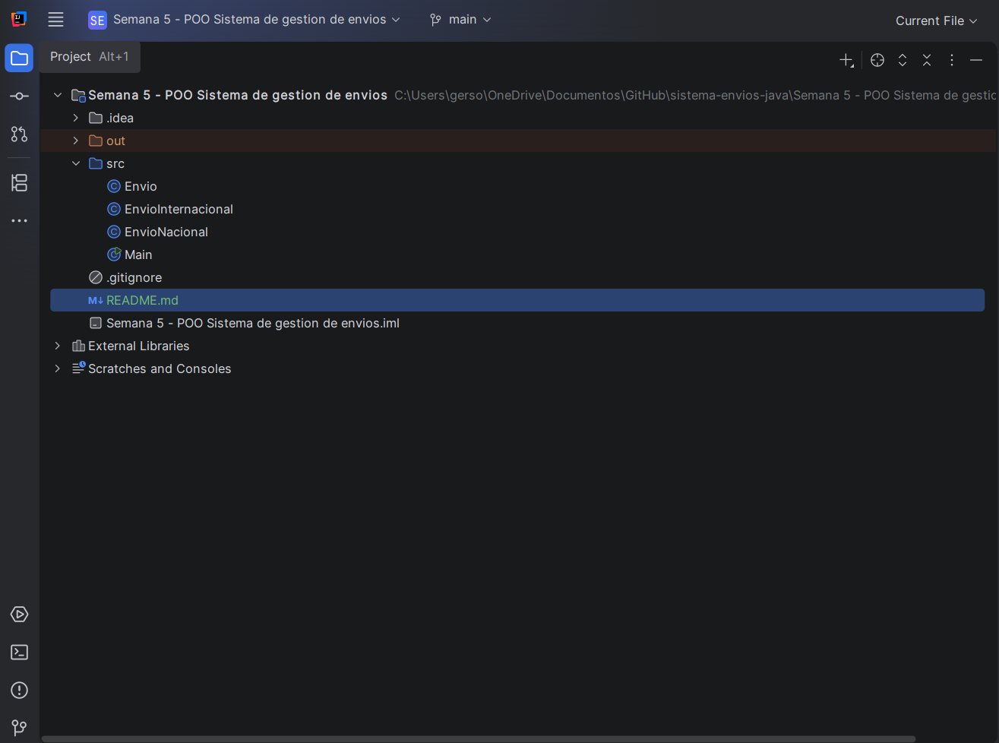 SE Semana 5 - POO Sistema de gestion de envios main Current File
Project Alt+1
Semana 5 - POO Sistema de gestion de envios C:\Users\gerso\OneDrive\Documentos\GitHub\sistema-envios-java\Semana 5 - POO Sistema de gestic
.idea
out
src
Envio
EnvioInternacional
EnvioNacional
Main
.gitignore
README.md
Semana 5 - POO Sistema de gestion de envios.iml
External Libraries
Scratches and Consoles